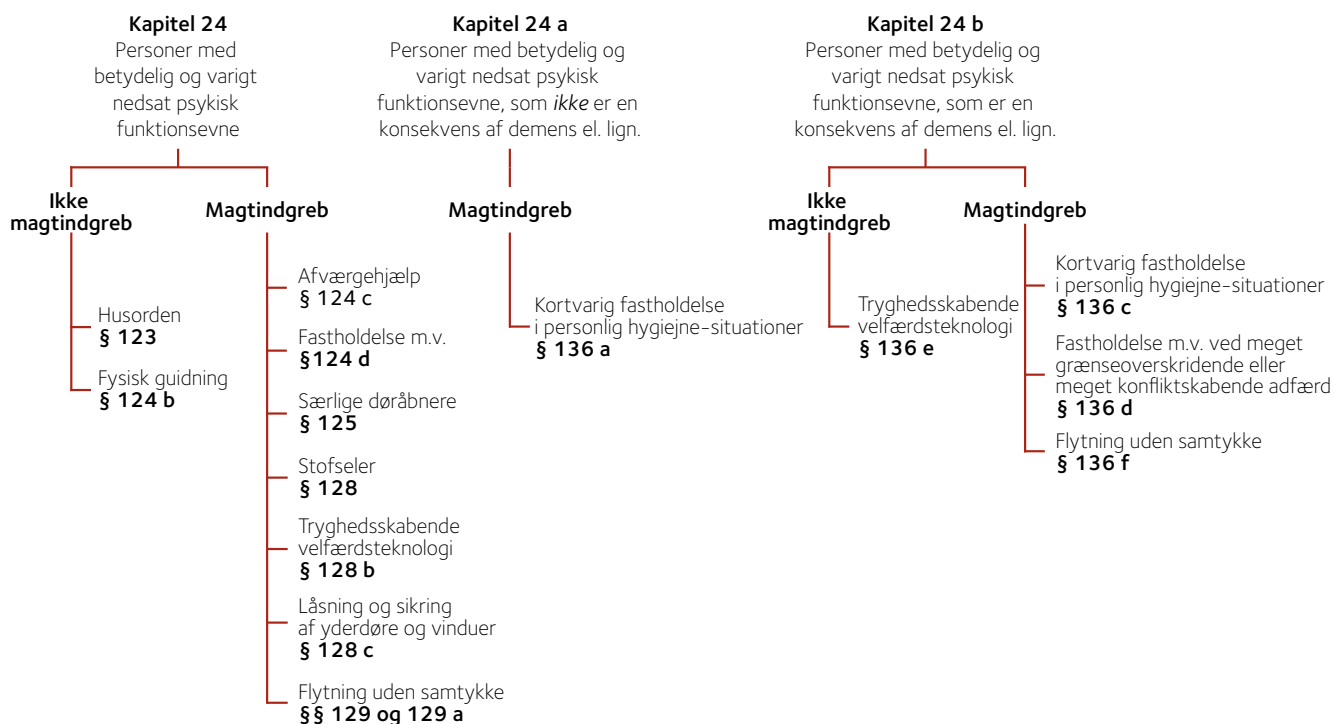 Kapitel 24
Personer med
betydelig og varigt
nedsat psykisk
funktionsevne
Ikke
magtindgreb
Husorden
§ 123
Fysisk guidning
§ 124 b
Magtindgreb
Afværgehjælp
§ 124 c
Fastholdelse m.v.
§124 d
Særlige døråbnere
§ 125
Stofseler
§ 128
Tryghedsskabende
velfærdsteknologi
§ 128 b
Låsning og sikring
af yderdøre og vinduer
§ 128 c
Flytning uden samtykke
§§ 129 og 129 a
Kapitel 24 a
Personer med betydelig og
varigt nedsat psykisk
funktionsevne, som ikke er en
konsekvens af demens el. lign.
Magtindgreb
Kortvarig fastholdelse
i personlig hygiejne-situationer
§ 136 a
Kapitel 24 b
Personer med betydelig og
varigt nedsat psykisk
funktionsevne, som er en
konsekvens af demens el. lign.
Ikke
magtindgreb
Tryghedsskabende
velfærdsteknologi
§ 136 e
Magtindgreb
Kortvarig fastholdelse
i personlig hygiejne-situationer
§ 136 c
Fastholdelse m.v. ved meget
grænseoverskridende eller
meget konfliktskabende adfærd
§ 136 d
Flytning uden samtykke
§ 136 f